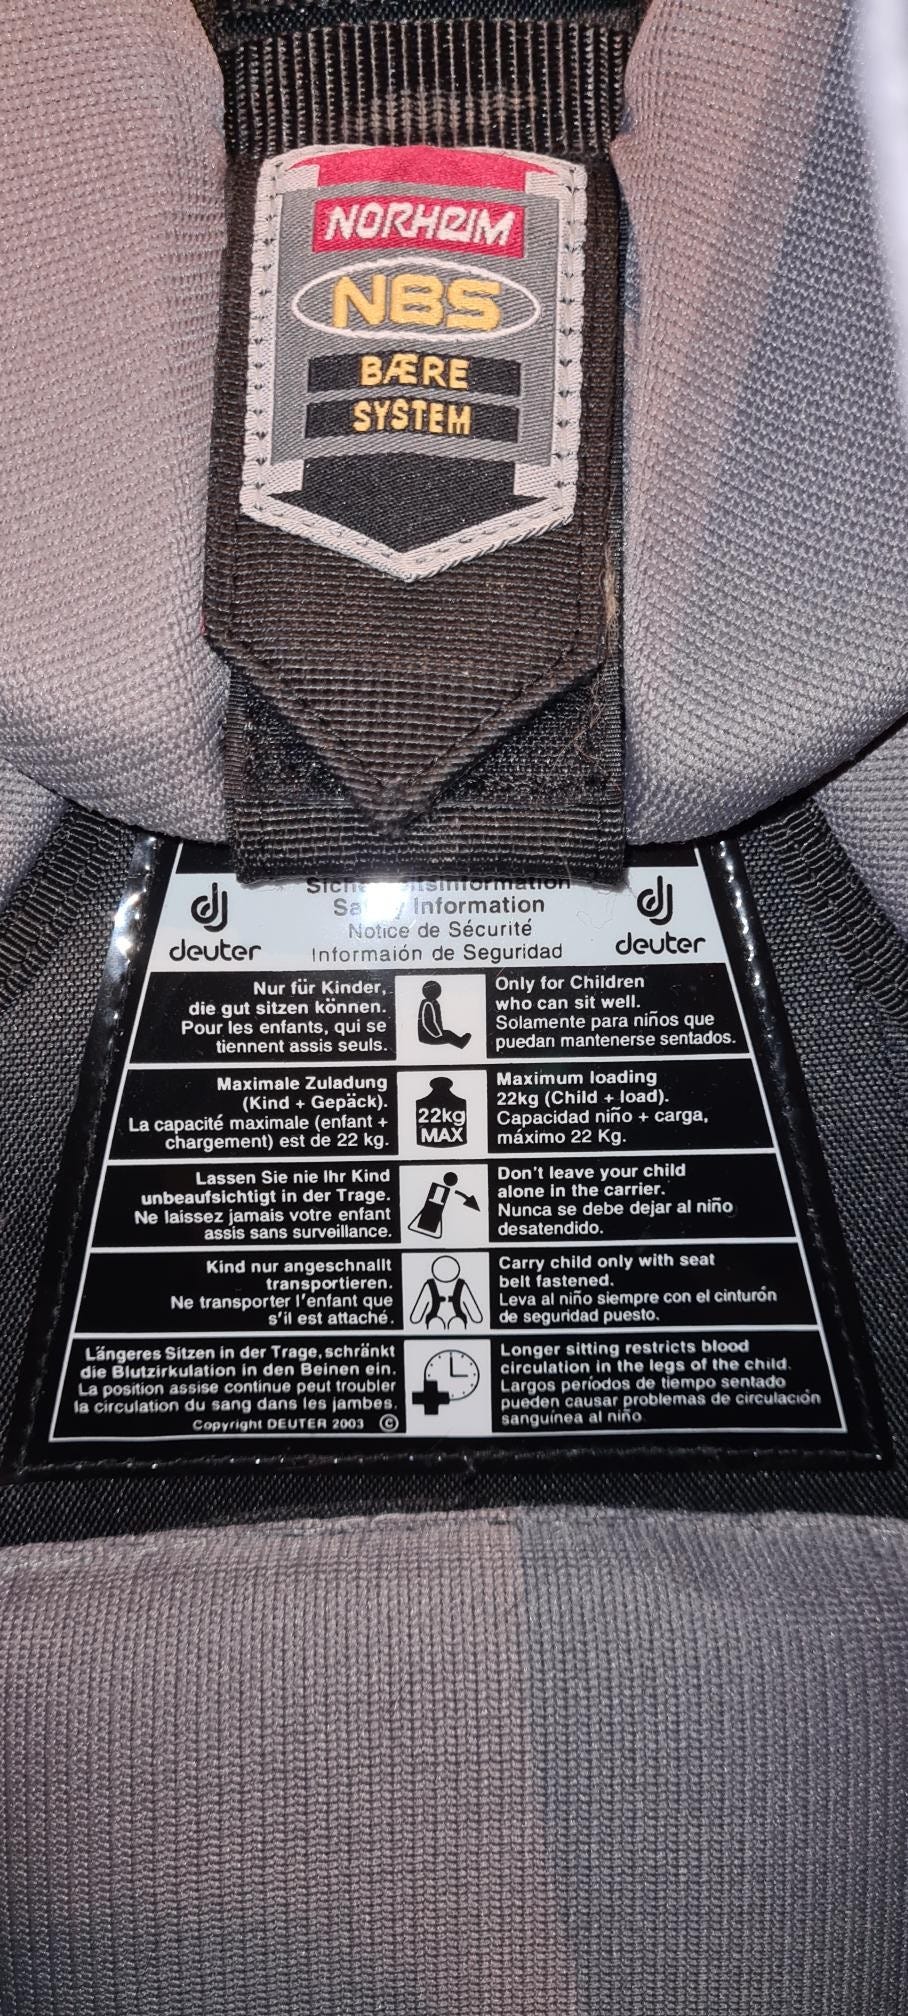 NORHEIM
NBS
BÆRE
SYSTEM
deuter
Information
Notice de Sécurité
Informaión de Seguridad
deuter
Nur für Kinder,
die gut sitzen können.
Pour les enfants, qui se
tiennent assis seuls.
Only for Children
who can sit well.
Solamente para niños que
puedan mantenerse sentados.
Maximale Zuladung
(Kind + Gepäck).
La capacité maximale (enfant +
chargement) est de 22 kg.
22kg
MAX
Maximum loading
22kg (Child + load).
Capacidad niño + carga,
máximo 22 Kg.
Lassen Sie nie Ihr Kind
unbeaufsichtigt in der Trage.
Ne laissez jamais votre enfant
assis sans surveillance.
Don't leave your child
alone in the carrier.
Nunca se debe dejar al niño
desatendido.
Kind nur angeschnallt
transportieren.
Ne transporter l'enfant que
s'il est attaché.
Carry child only with seat
belt fastened.
Leva al niño siempre con el cinturón
de seguridad puesto.
Längeres Sitzen in der Trage, schränkt
die Blutzirkulation in den Beinen ein.
La position assise continue peut troubler
la circulation du sang dans les jambes.
Copyright DEUTER 2003 ©
Longer sitting restricts blood
circulation in the legs of the child.
Largos períodos de tiempo sentado
pueden causar problemas de circulación
sanguínea al niño